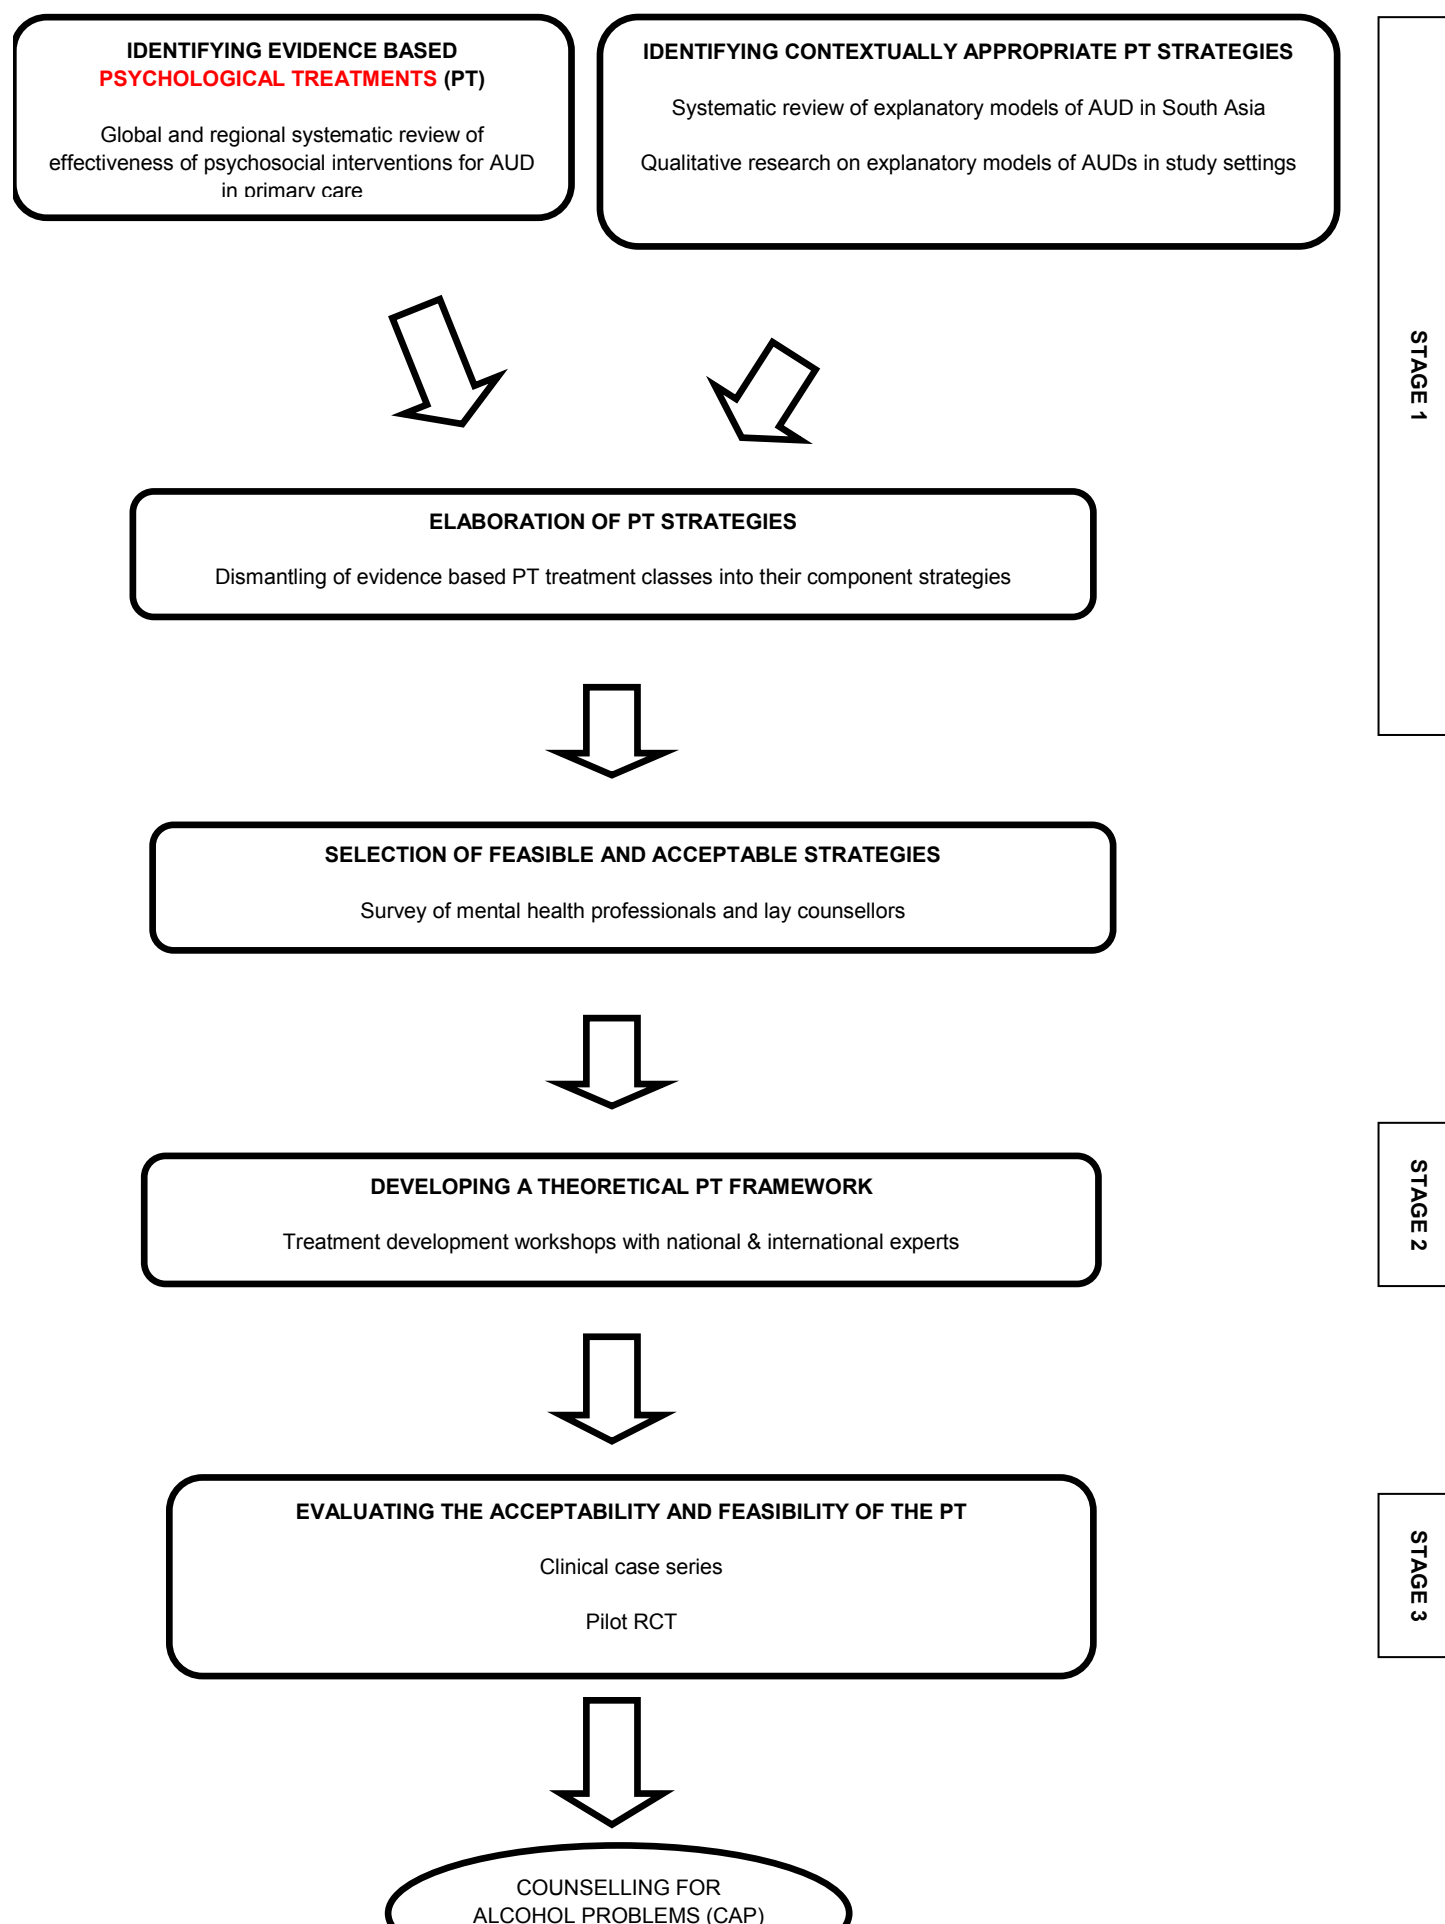 IDENTIFYING EVIDENCE BASED
PSYCHOLOGICAL TREATMENTS (PT)
Global and regional systematic review of
effectiveness of psychosocial interventions for AUD
in primary care
IDENTIFYING CONTEXTUALLY APPROPRIATE PT STRATEGIES
Systematic review of explanatory models of AUD in South Asia
Qualitative research on explanatory models of AUDs in study settings
STAGE 1
ELABORATION OF PT STRATEGIES
Dismantling of evidence based PT treatment classes into their component strategies
SELECTION OF FEASIBLE AND ACCEPTABLE STRATEGIES
Survey of mental health professionals and lay counsellors
DEVELOPING A THEORETICAL PT FRAMEWORK
Treatment development workshops with national & international experts
STAGE 2
EVALUATING THE ACCEPTABILITY AND FEASIBILITY OF THE PT
Clinical case series
Pilot RCT
STAGE 3
COUNSELLING FOR
ALCOHOL PROBLEMS (CAP)